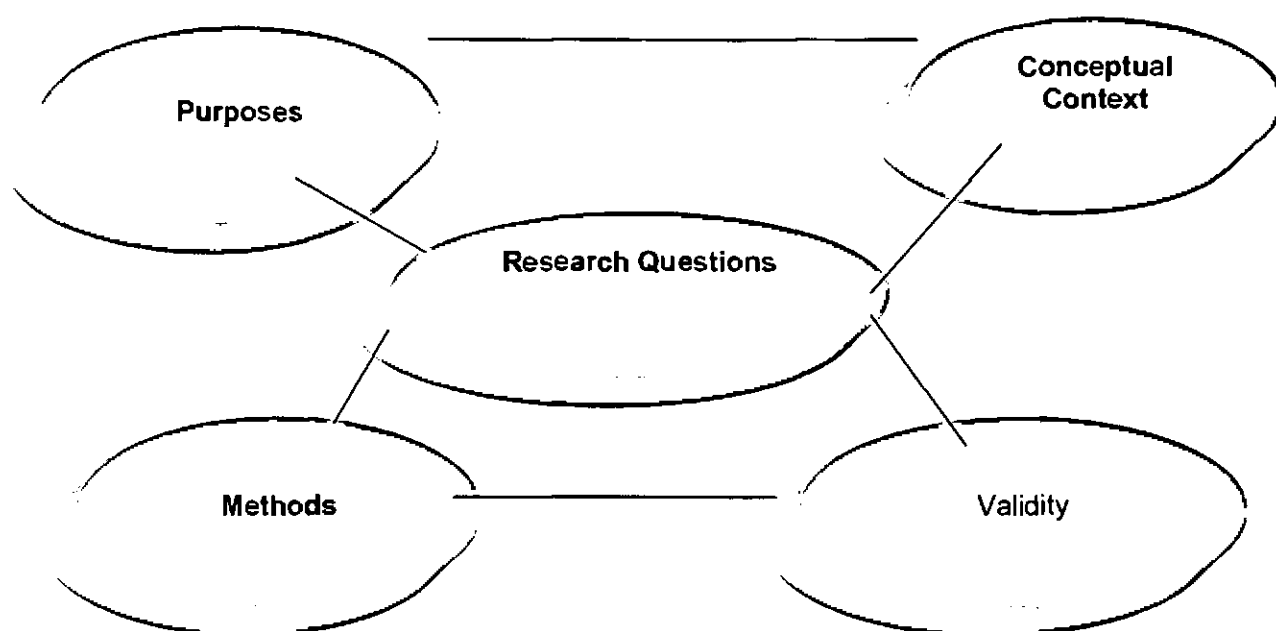 Purposes
Conceptual
Context
Research Questions
Methods
Validity